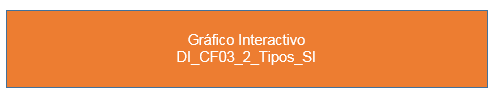 Gráfico Interactivo
DI_CF03_2_Tipos_SI